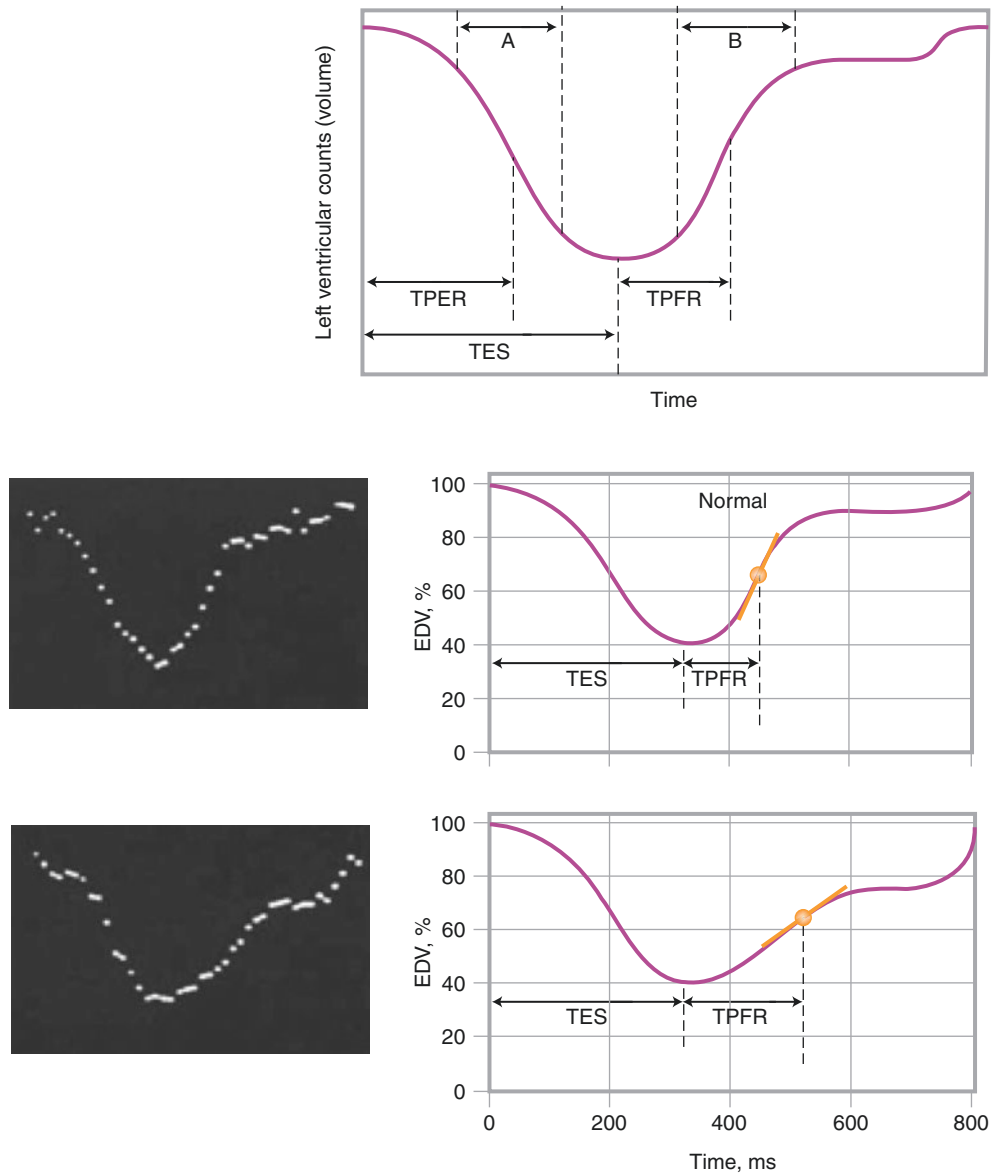 A
B
Left ventricular counts (volume)
TPER
TPFR
TES
Time
100
80
60
40
20
0
EDV, %
Normal
TES
TPFR
100
80
60
40
20
0
EDV, %
TES
TPFR
0
200
400
600
800
Time, ms